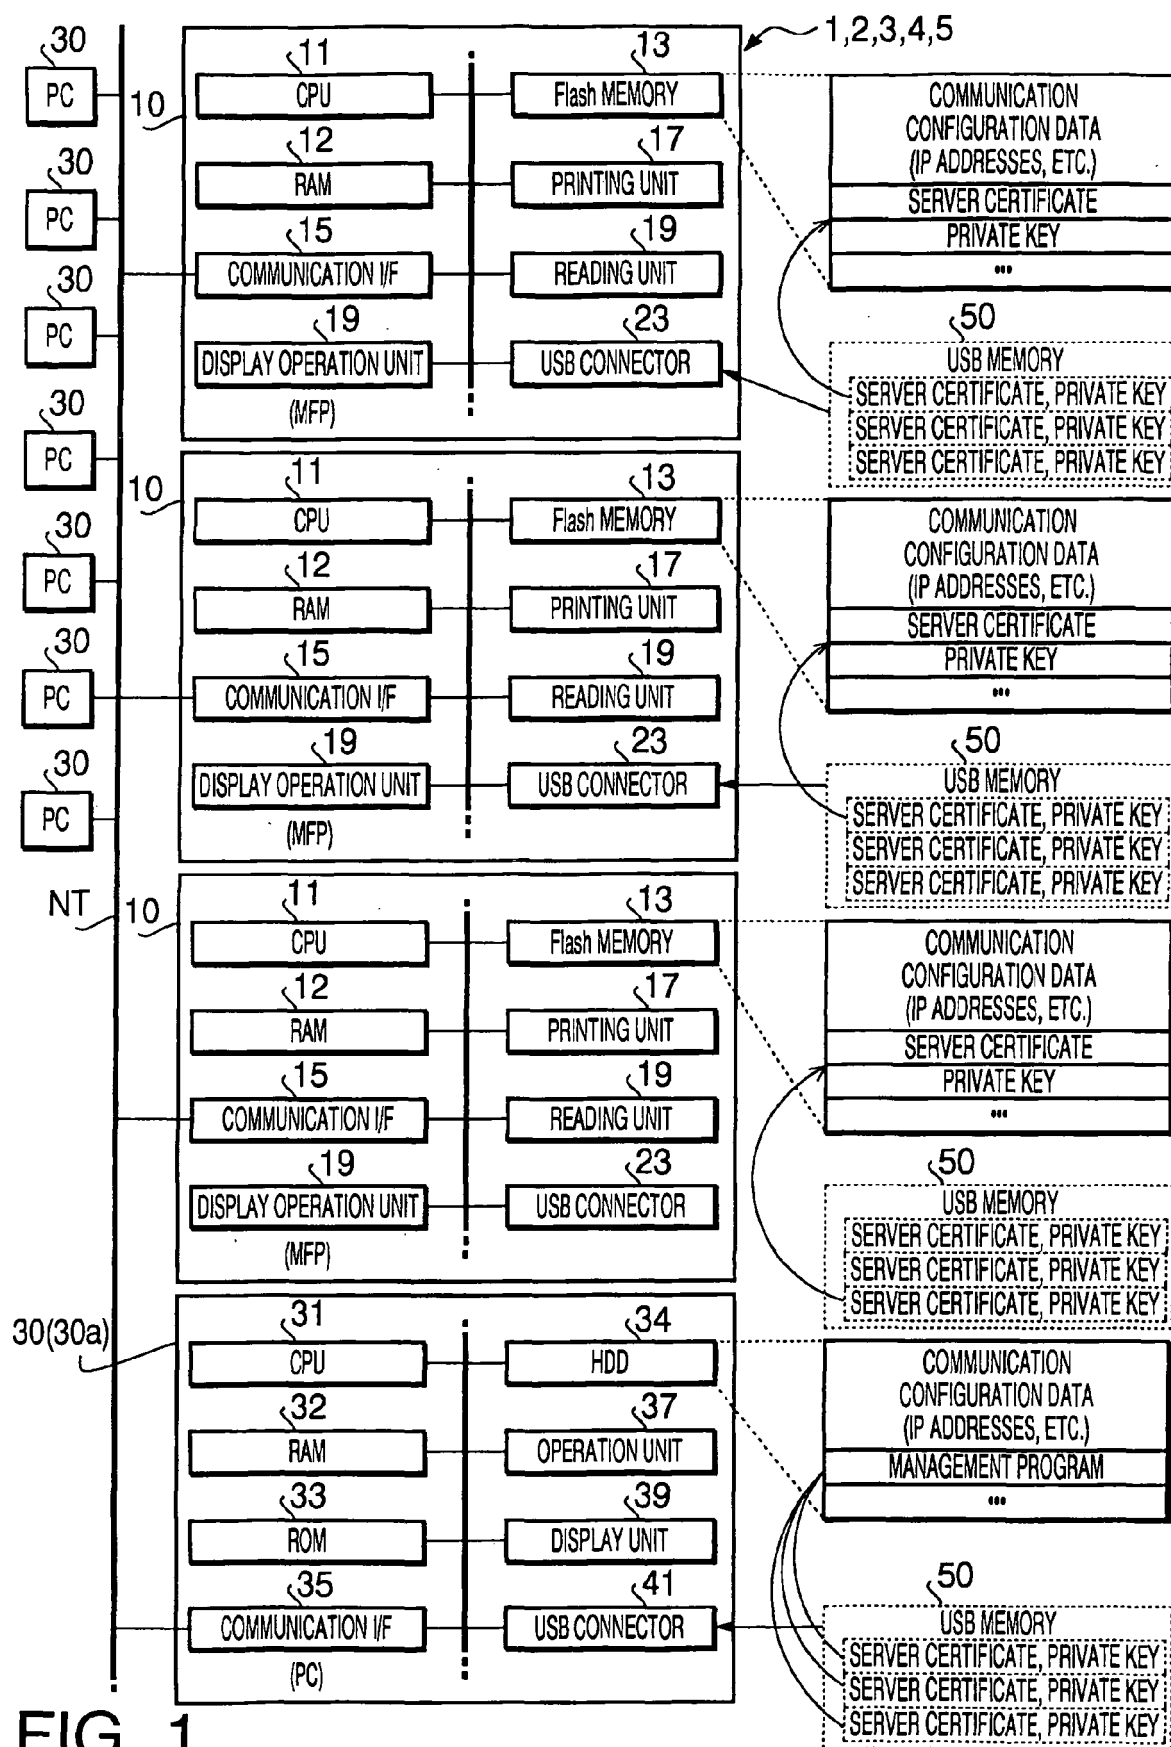 1,2,3,4,5
30
PC
30
PC
30
PC
30
PC
30
PC
30
PC
30
PC
NT
10
11
CPU
13
Flash MEMORY
12
RAM
17
PRINTING UNIT
15
COMMUNICATION I/F
19
READING UNIT
19
DISPLAY OPERATION UNIT
23
USB CONNECTOR
(MFP)
COMMUNICATION
CONFIGURATION DATA
(IP ADDRESSES, ETC.)
SERVER CERTIFICATE
PRIVATE KEY
...
50
USB MEMORY
SERVER CERTIFICATE, PRIVATE KEY
SERVER CERTIFICATE, PRIVATE KEY
SERVER CERTIFICATE, PRIVATE KEY
10
11
CPU
13
Flash MEMORY
12
RAM
17
PRINTING UNIT
15
COMMUNICATION I/F
19
READING UNIT
19
DISPLAY OPERATION UNIT
23
USB CONNECTOR
(MFP)
COMMUNICATION
CONFIGURATION DATA
(IP ADDRESSES, ETC.)
SERVER CERTIFICATE
PRIVATE KEY
...
50
USB MEMORY
SERVER CERTIFICATE, PRIVATE KEY
SERVER CERTIFICATE, PRIVATE KEY
SERVER CERTIFICATE, PRIVATE KEY
10
11
CPU
13
Flash MEMORY
12
RAM
17
PRINTING UNIT
15
COMMUNICATION I/F
19
READING UNIT
19
DISPLAY OPERATION UNIT
23
USB CONNECTOR
(MFP)
COMMUNICATION
CONFIGURATION DATA
(IP ADDRESSES, ETC.)
SERVER CERTIFICATE
PRIVATE KEY
...
50
USB MEMORY
SERVER CERTIFICATE, PRIVATE KEY
SERVER CERTIFICATE, PRIVATE KEY
SERVER CERTIFICATE, PRIVATE KEY
30(30a)
31
CPU
34
HDD
32
RAM
37
OPERATION UNIT
33
ROM
39
DISPLAY UNIT
35
COMMUNICATION I/F
41
USB CONNECTOR
(PC)
COMMUNICATION
CONFIGURATION DATA
(IP ADDRESSES, ETC.)
MANAGEMENT PROGRAM
...
50
USB MEMORY
SERVER CERTIFICATE, PRIVATE KEY
SERVER CERTIFICATE, PRIVATE KEY
SERVER CERTIFICATE, PRIVATE KEY
FIG. 1